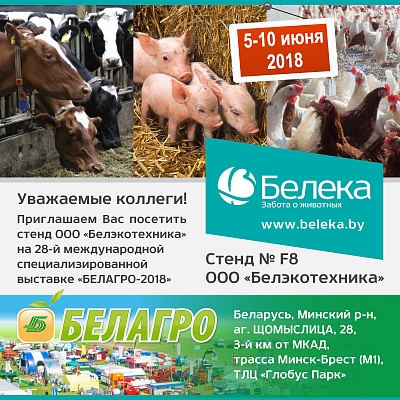 5-10 июня
2018
Белека
Забота о животных
www.beleka.by
Уважаемые коллеги!
Приглашаем Вас посетить
стенд ООО «Белэкотехника»
на 28-й международной
специализированной
выставке «БЕЛАГРО-2018»
Стенд № F8
ООО «Белэкотехника»
Б
БЕЛАГРО
Беларусь, Минский р-н,
аг. ЩОМЫСЛИЦА, 28,
3-й км от МКАД,
трасса Минск-Брест (М1),
ТЛЦ «Глобус Парк»